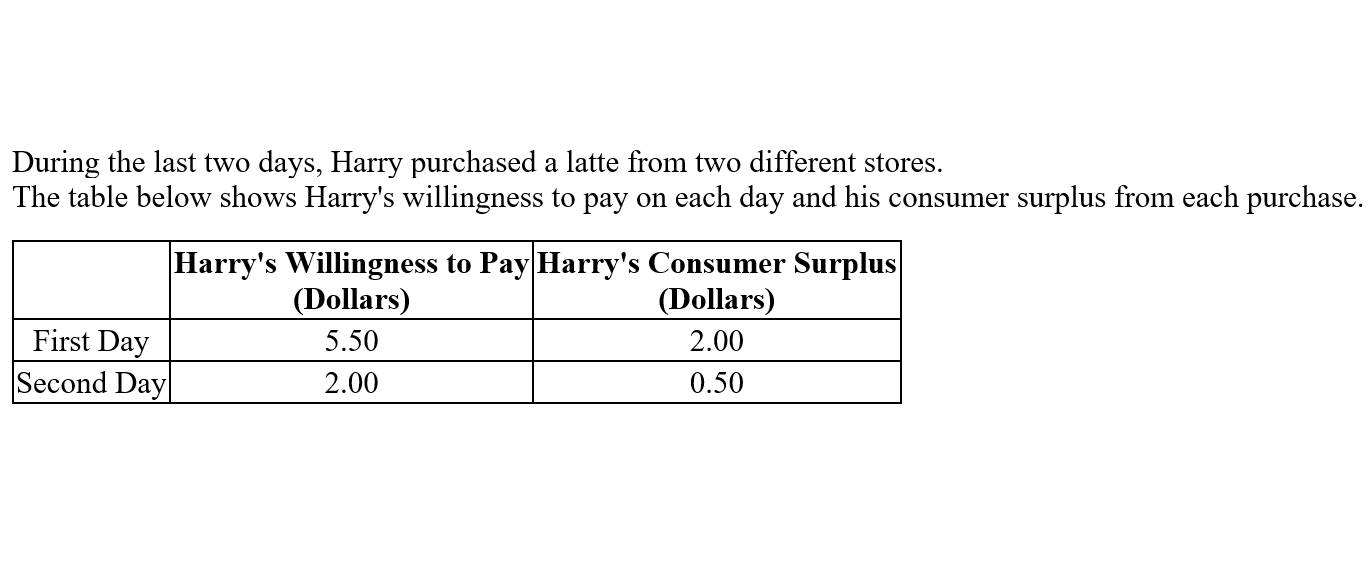 During the last two days, Harry purchased a latte from two different stores.
The table below shows Harry's willingness to pay on each day and his consumer surplus from each purchase.
Harry's Willingness to Pay Harry's Consumer Surplus
(Dollars) (Dollars)
First Day 5.50 2.00
Second Day 2.00 0.50